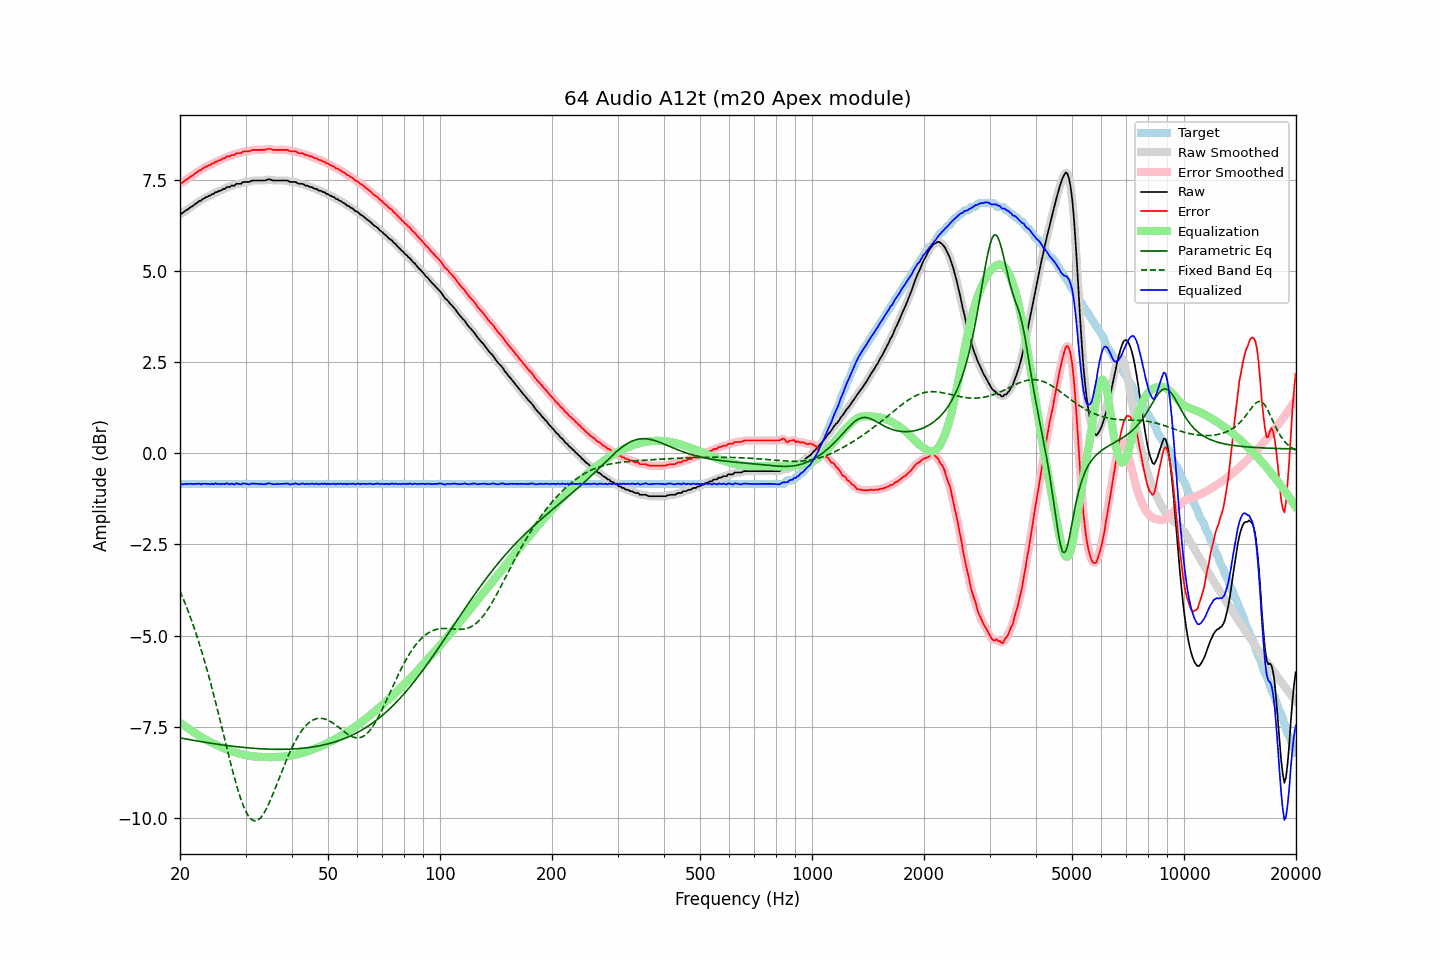 64 Audio A12t (m20 Apex module)
Target
Raw Smoothed
Error Smoothed
Raw
Error
Equalization
Parametric Eq
Fixed Band Eq
Equalized
Amplitude (dBr)
7.5
5.0
2.5
0.0
−2.5
−5.0
−7.5
−10.0
20 50 100 200 500 1000 2000 5000 10000 20000
Frequency (Hz)